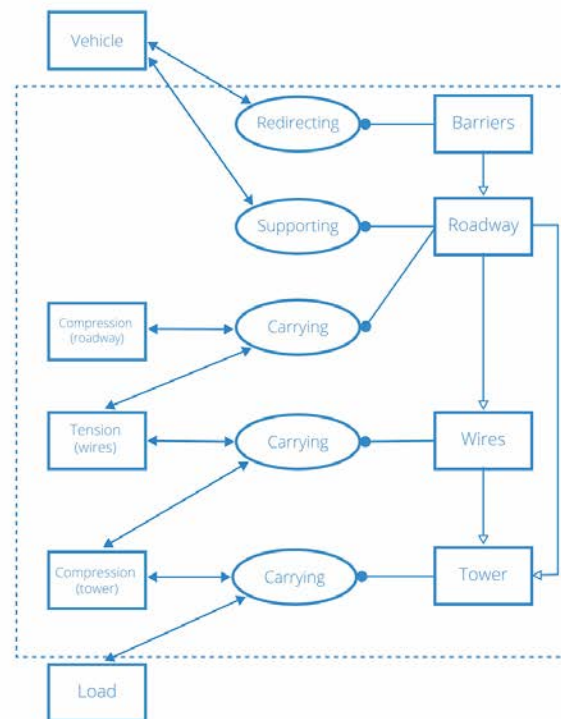 Vehicle
Redirecting
Barriers
Supporting
Roadway
Compression
(roadway)
Carrying
Tension
(wires)
Carrying
Wires
Compression
(tower)
Carrying
Tower
Load